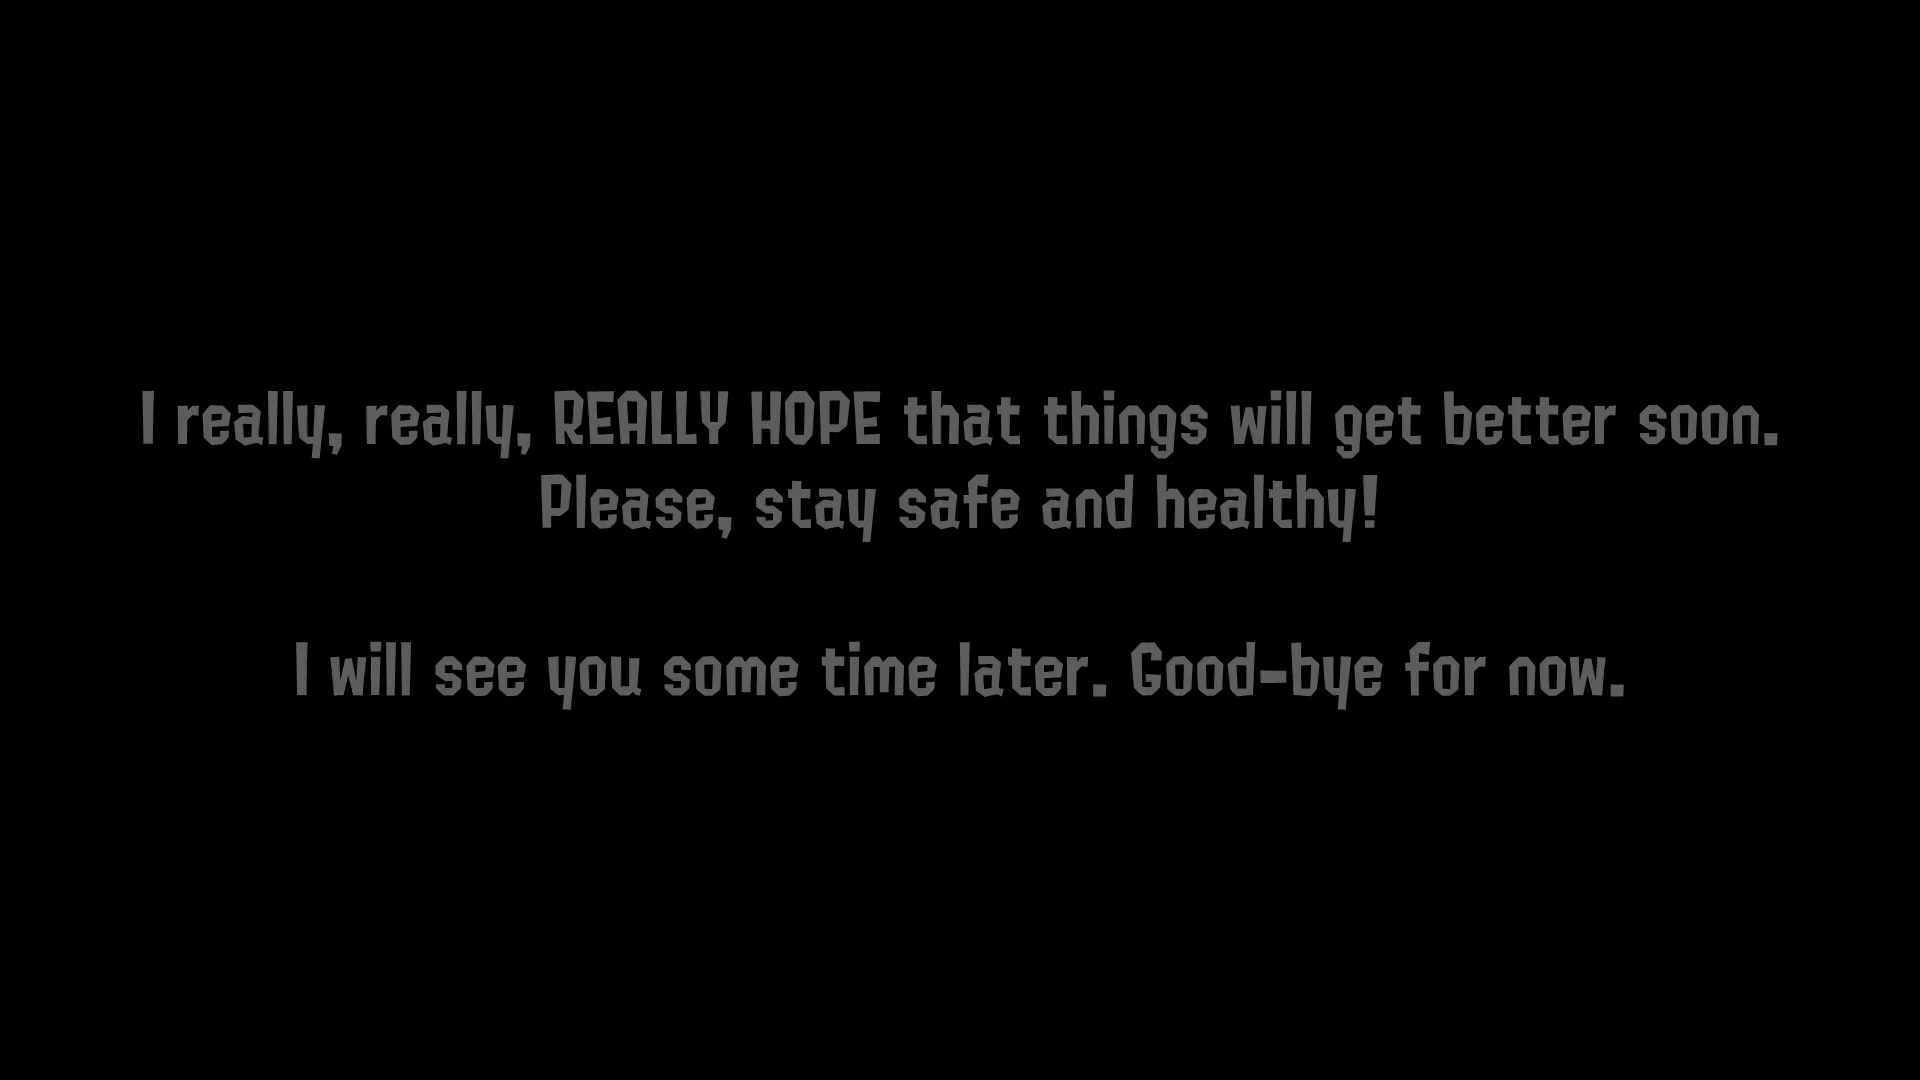 I really, really, REALLY HOPE that things will get better soon.
Please, stay safe and healthy!
I will see you some time later. Good-bye for now.